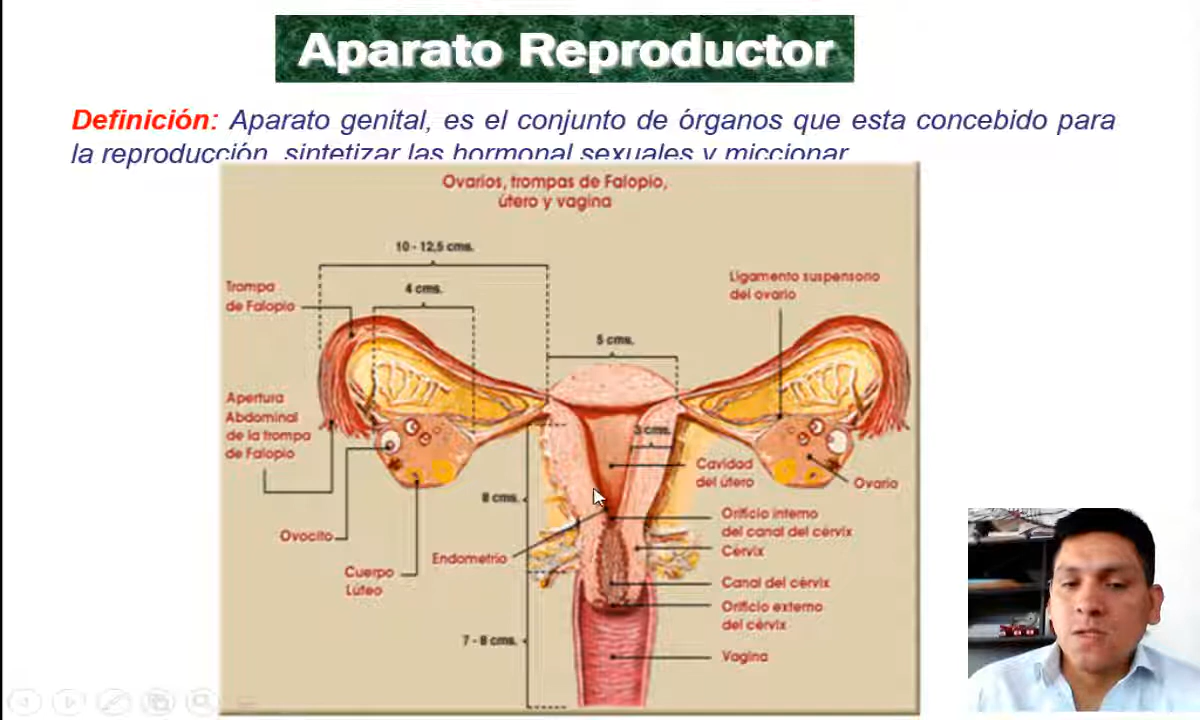 Aparato Reproductor
Definición: Aparato genital, es el conjunto de órganos que esta concebido para
la reproducción, sintetizar las hormonal sexuales y miccionar
Ovarios, trompas de Falopio,
útero y vagina
10 - 12,5 cms.
4 cms.
5 cms.
3 cms.
8 cms.
7 - 8 cms.
Trompa
de Falopio
Apertura
Abdominal
de la trompa
de Falopio
Ovocito
Cuerpo
Lúteo
Endometrio
Ligamento suspensorio
del ovario
Ovario
Cavidad
del útero
Orificio interno
del canal del cérvix
Cérvix
Canal del cérvix
Orificio externo
del cérvix
Vagina